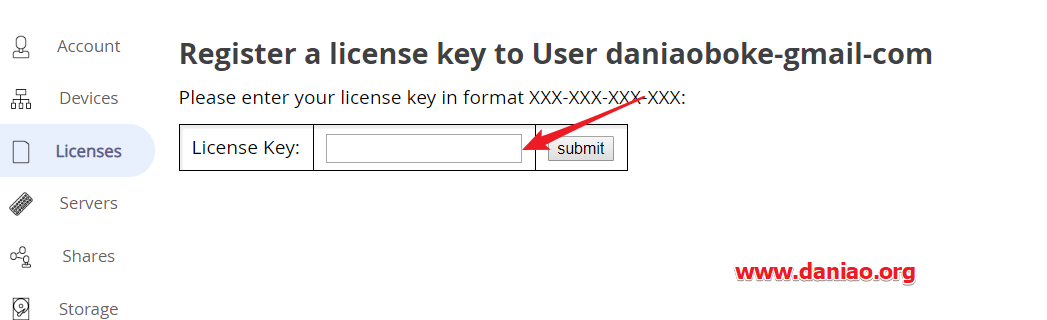 Account
Devices
Licenses
Servers
Shares
Storage
Register a license key to User daniaoboke-gmail-com
Please enter your license key in format XXX-XXX-XXX-XXX:
License Key:
submit
www.daniao.org